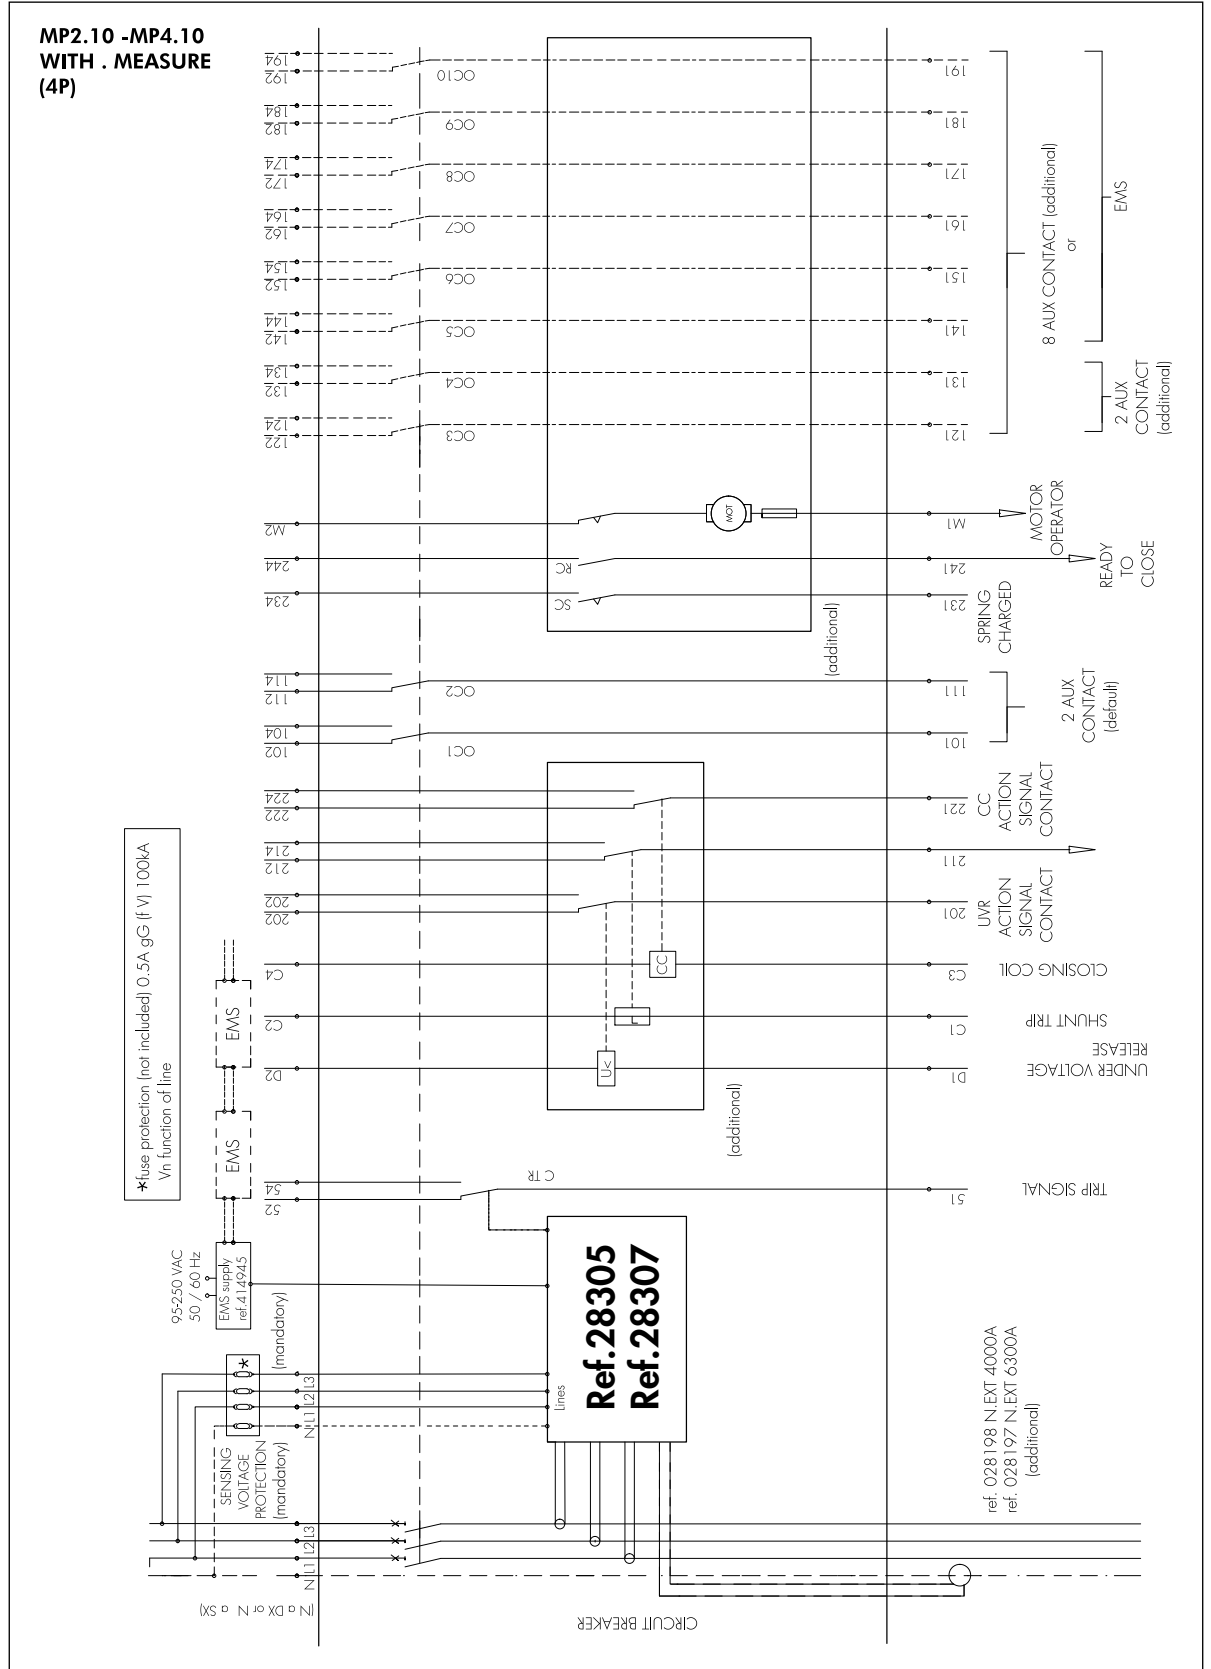 MP2.10 -MP4.10
WITH . MEASURE
(4P)
194
192
OC10
191
184
182
OC9
181
174
172
OC8
171
164
162
OC7
161
154
152
OC6
151
144
142
OC5
141
134
132
OC4
131
124
122
OC3
121
8 AUX CONTACT (additional)
or
EMS
2 AUX
CONTACT
(additional)
M2
MOT
M1
MOTOR
OPERATOR
244
RC
241
READY
TO
CLOSE
234
SC
231
SPRING
CHARGED
(additional)
114
112
OC2
111
104
102
OC1
101
2 AUX
CONTACT
(default)
224
222
221
CC
ACTION
SIGNAL
CONTACT
214
212
211
202
202
201
UVR
ACTION
SIGNAL
CONTACT
C4
CC
C3
CLOSING COIL
C2
L
C1
SHUNT TRIP
D2
U<
D1
UNDER VOLTAGE
RELEASE
(additional)
*fuse protection (not included) 0.5A gG (f V) 100kA
Vn function of line
EMS
EMS
54
52
C TR
51
TRIP SIGNAL
95-250 VAC
50 / 60 Hz
EMS supply
ref.414945
(mandatory)
Ref.28305
Ref.28307
Lines
*
N L1 L2 L3
SENSING
VOLTAGE
PROTECTION
(mandatory)
ref. 028198 N.EXT 4000A
ref. 028197 N.EXT 6300A
(additional)
N L1 L2 L3
(N a DX or N a SX)
CIRCUIT BREAKER